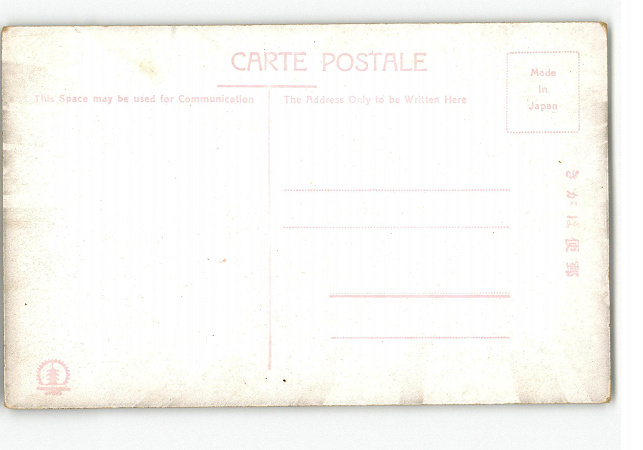 CARTE POSTALE
This Space may be used for Communication
The Address Only to be Written Here
Made
In
Japan
きがは便郵